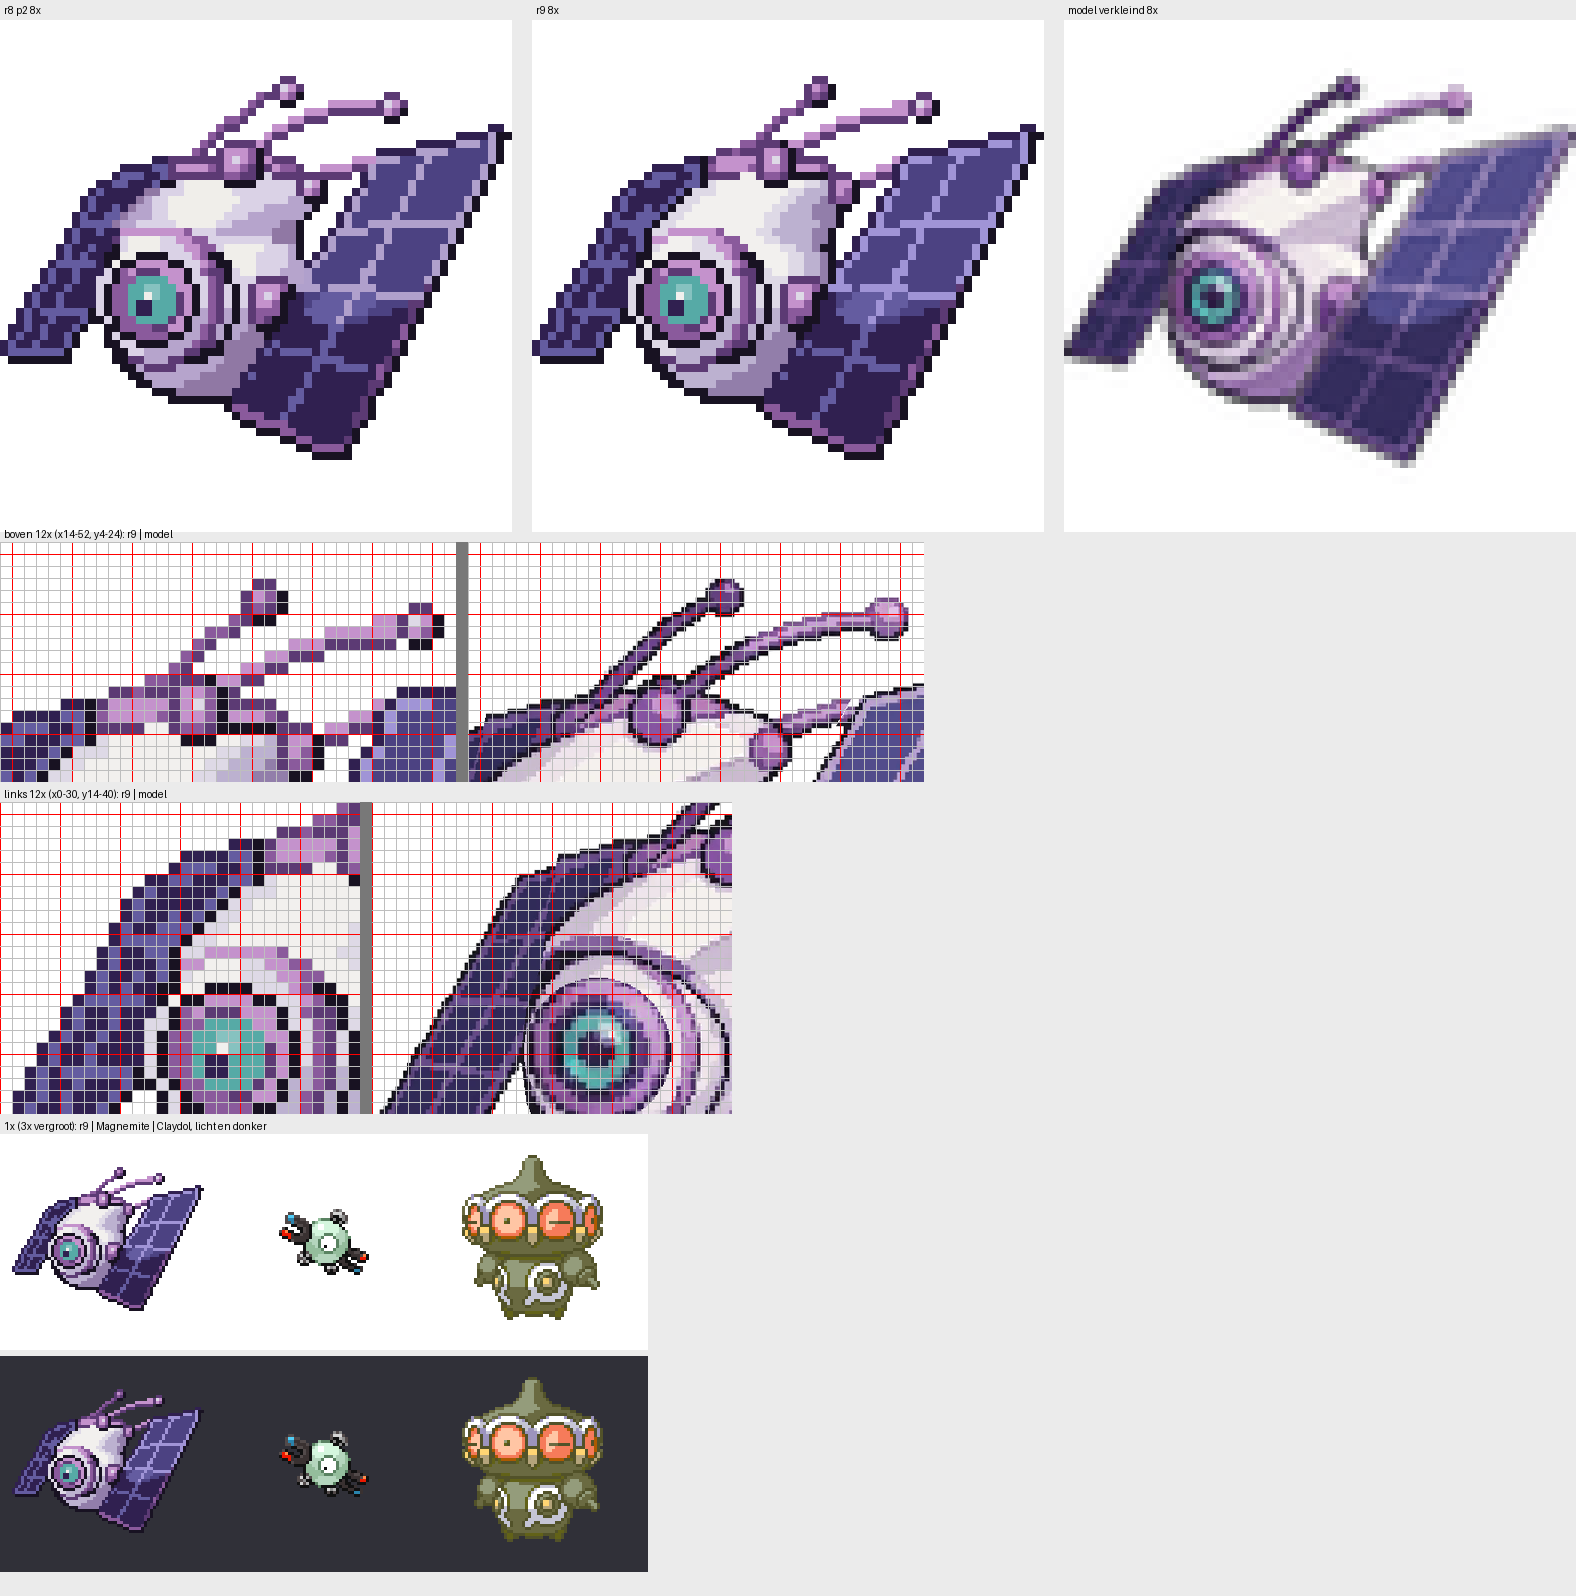 r8 p2 8x
r9 8x
model verkleind 8x
boven 12x (x14-52, y4-24): r9 | model
links 12x (x0-30, y14-40): r9 | model
1x (3x vergroot): r9 | Magnemite | Claydol, licht en donker